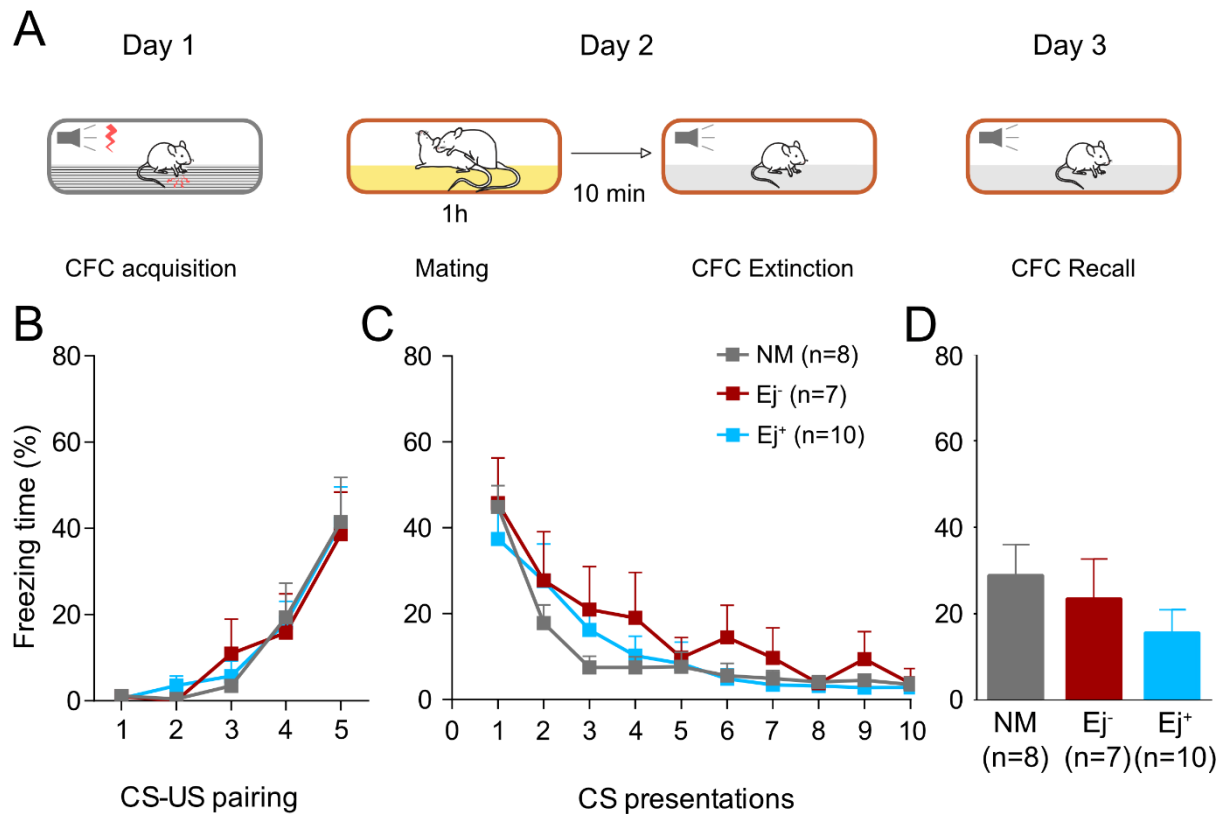 A
Day 1
Day 2
Day 3
1h
10 min
CFC acquisition
Mating
CFC Extinction
CFC Recall
B
C
D
Freezing time (%)
80
60
40
20
0
1 2 3 4 5
CS-US pairing
80
60
40
20
0
NM (n=8)
Ej⁻ (n=7)
Ej⁺ (n=10)
0 1 2 3 4 5 6 7 8 9 10
CS presentations
80
60
40
20
0
NM Ej⁻ Ej⁺
(n=8) (n=7) (n=10)